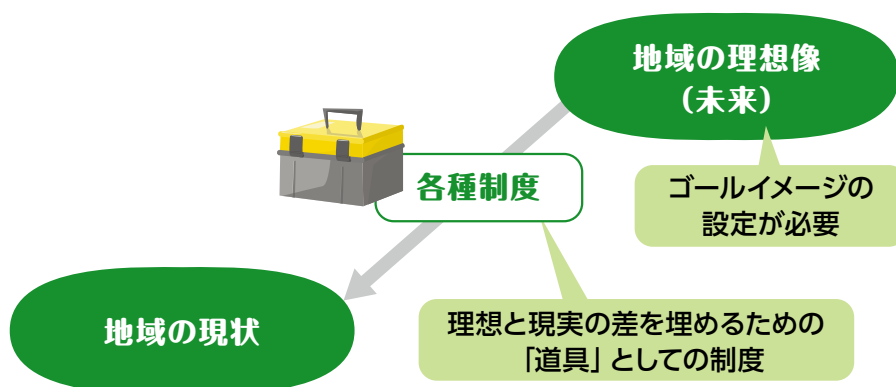 地域の理想像
（未来）
ゴールイメージの
設定が必要
各種制度
理想と現実の差を埋めるための
「道具」としての制度
地域の現状